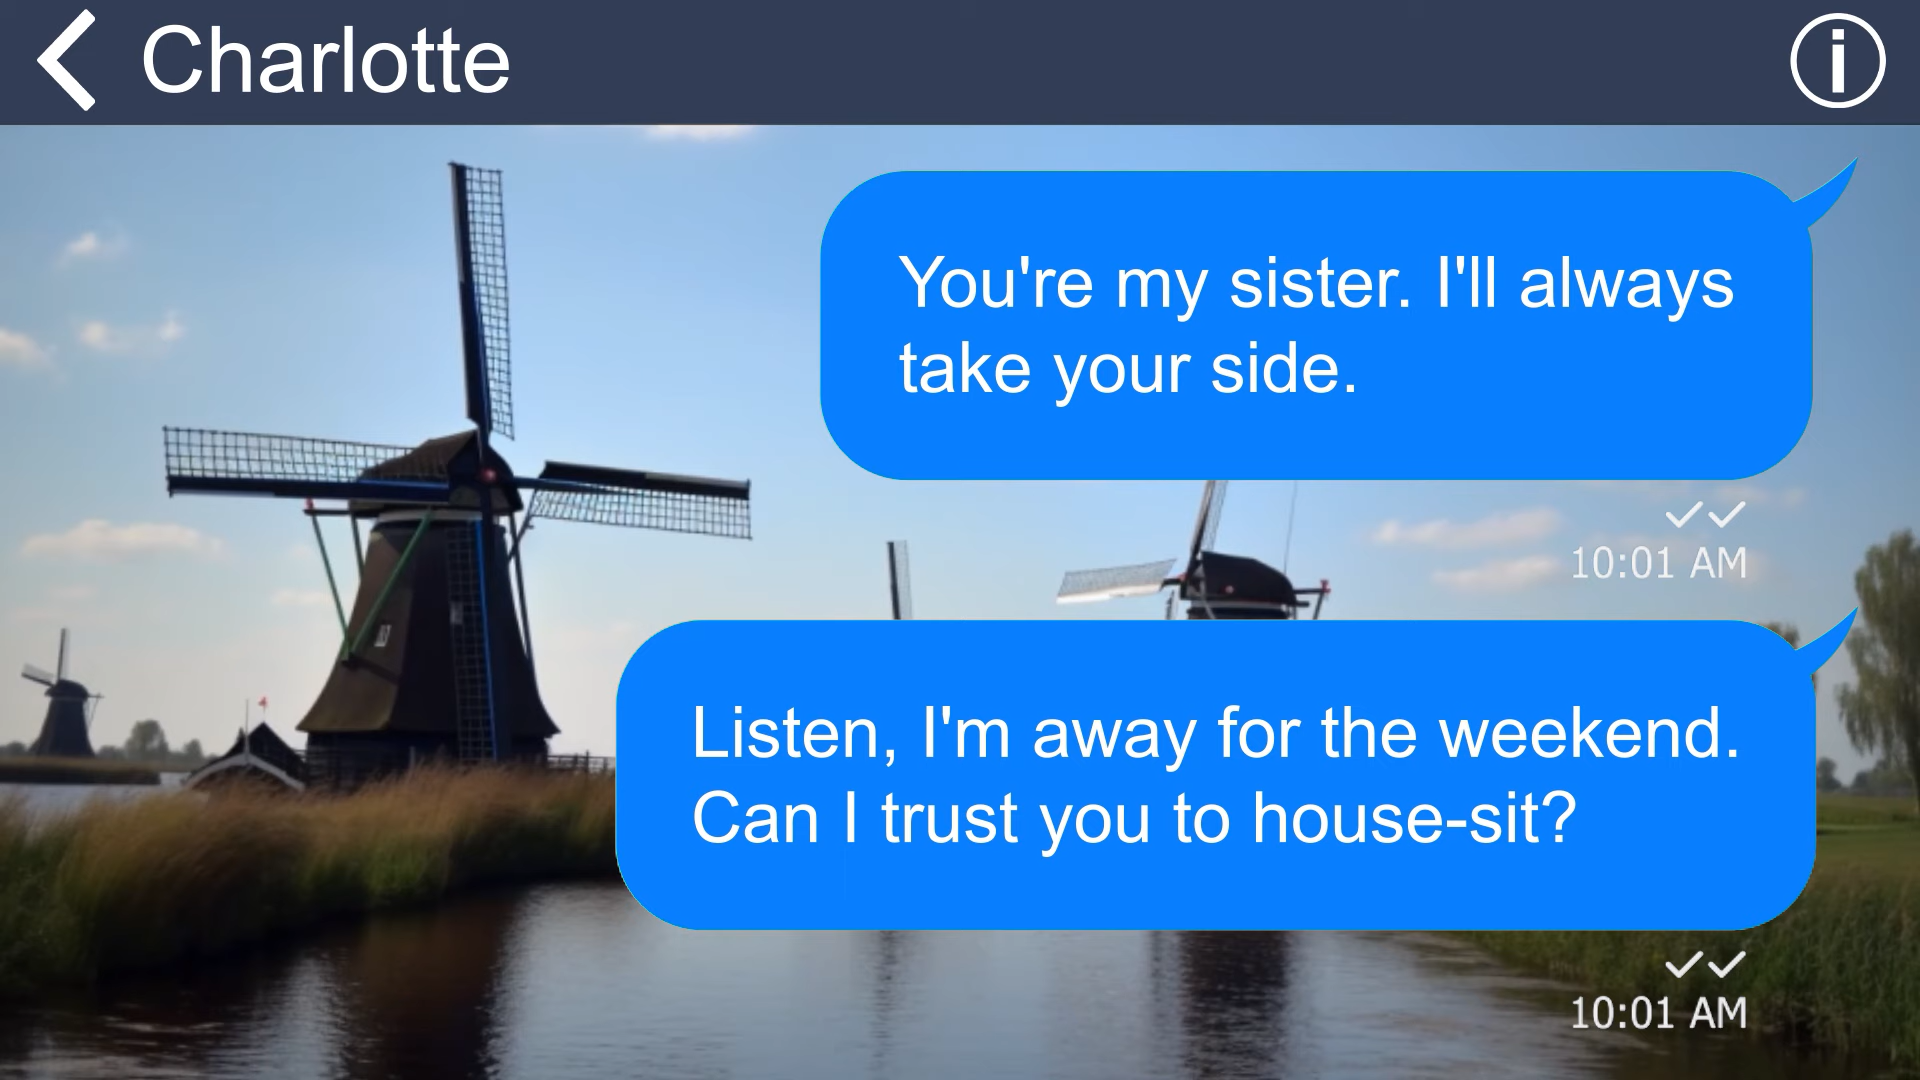 Charlotte
You're my sister. I'll always
take your side.
10:01 AM
Listen, I'm away for the weekend.
Can I trust you to house-sit?
10:01 AM